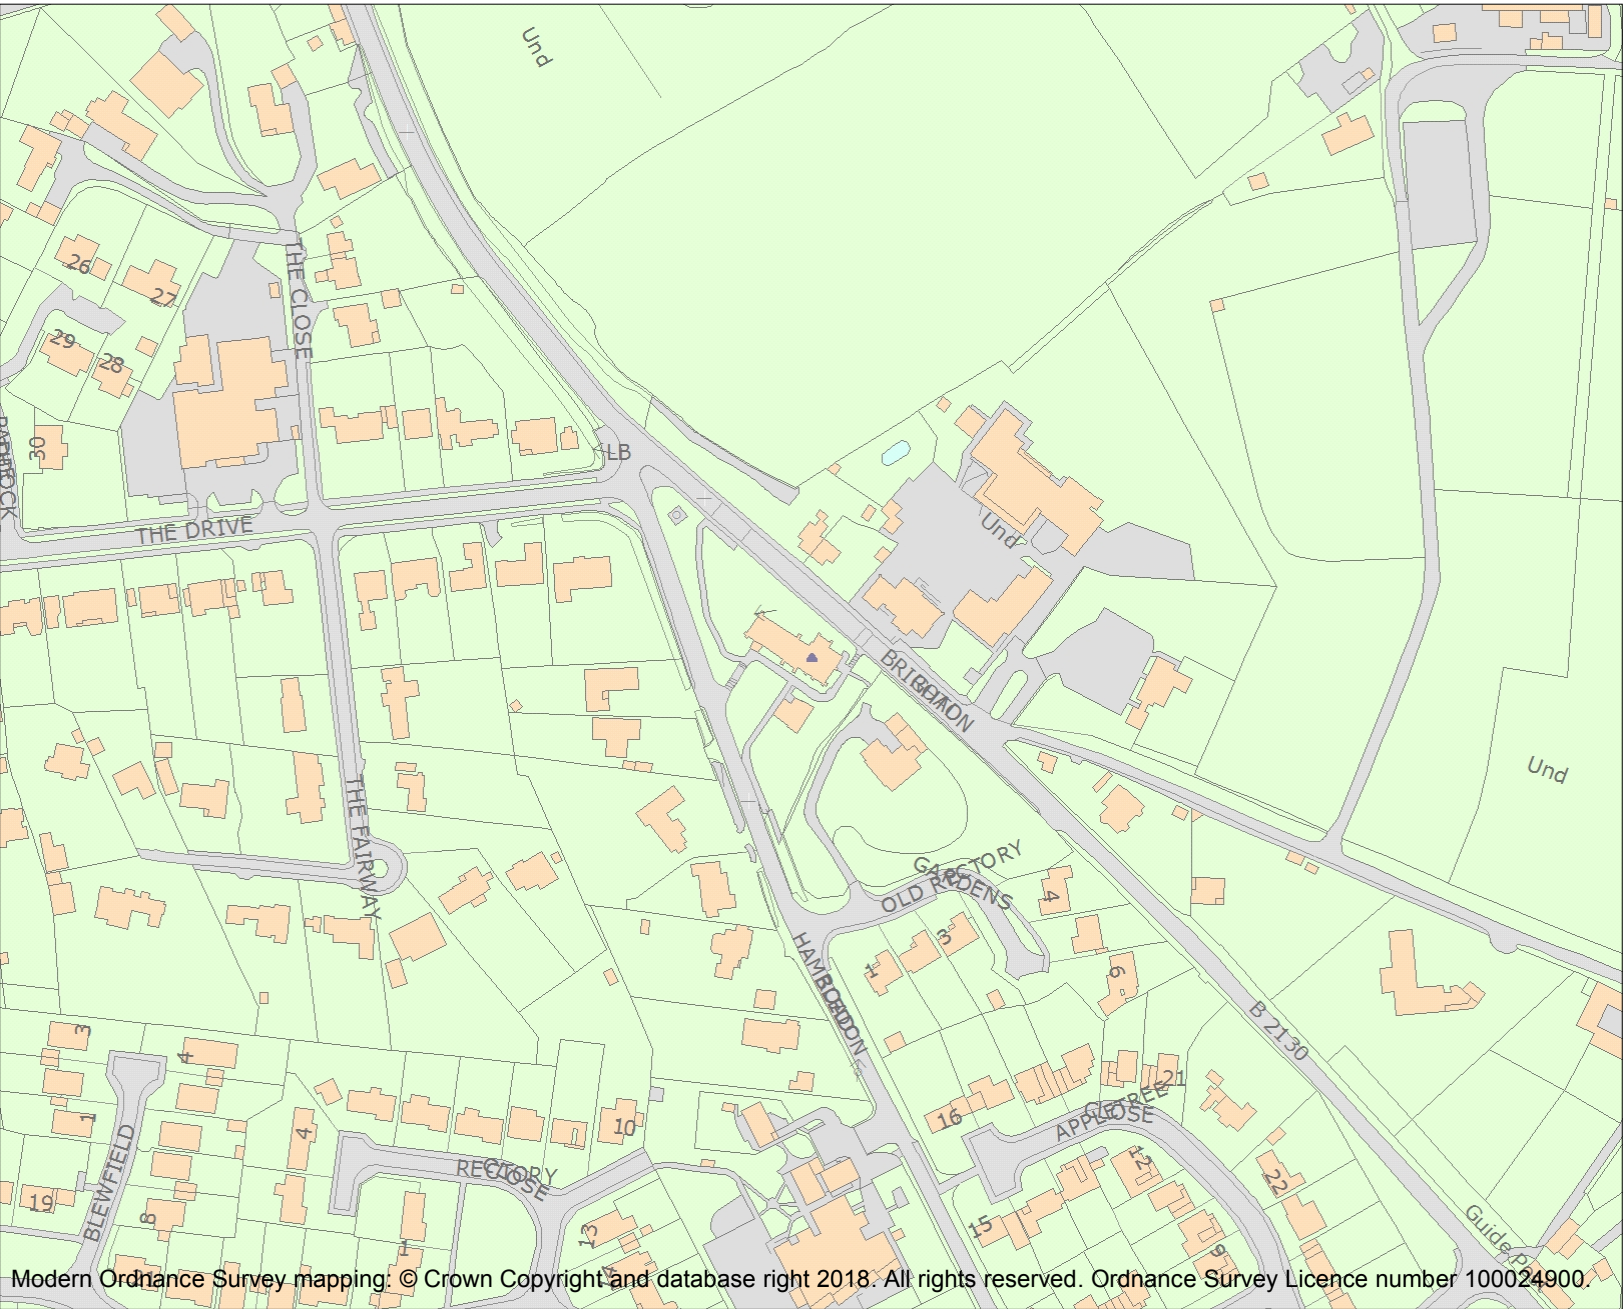 Und
THE CLOSE
26
27
29
28
30
PADDOCK
LB
THE DRIVE
Und
BRIGHTON
ROAD
Und
THE FAIRWAY
OLD RECTORY
GARDENS
4
3
1
6
HAMBLEDON
ROAD
B 2130
3
4
1
4
10
16
21
APPLETREE
CLOSE
RECTORY
CLOSE
12
22
BLEWFIELD
19
8
13
15
9
1
21
Guide Post
Modern Ordnance Survey mapping: © Crown Copyright and database right 2018. All rights reserved. Ordnance Survey Licence number 100024900.